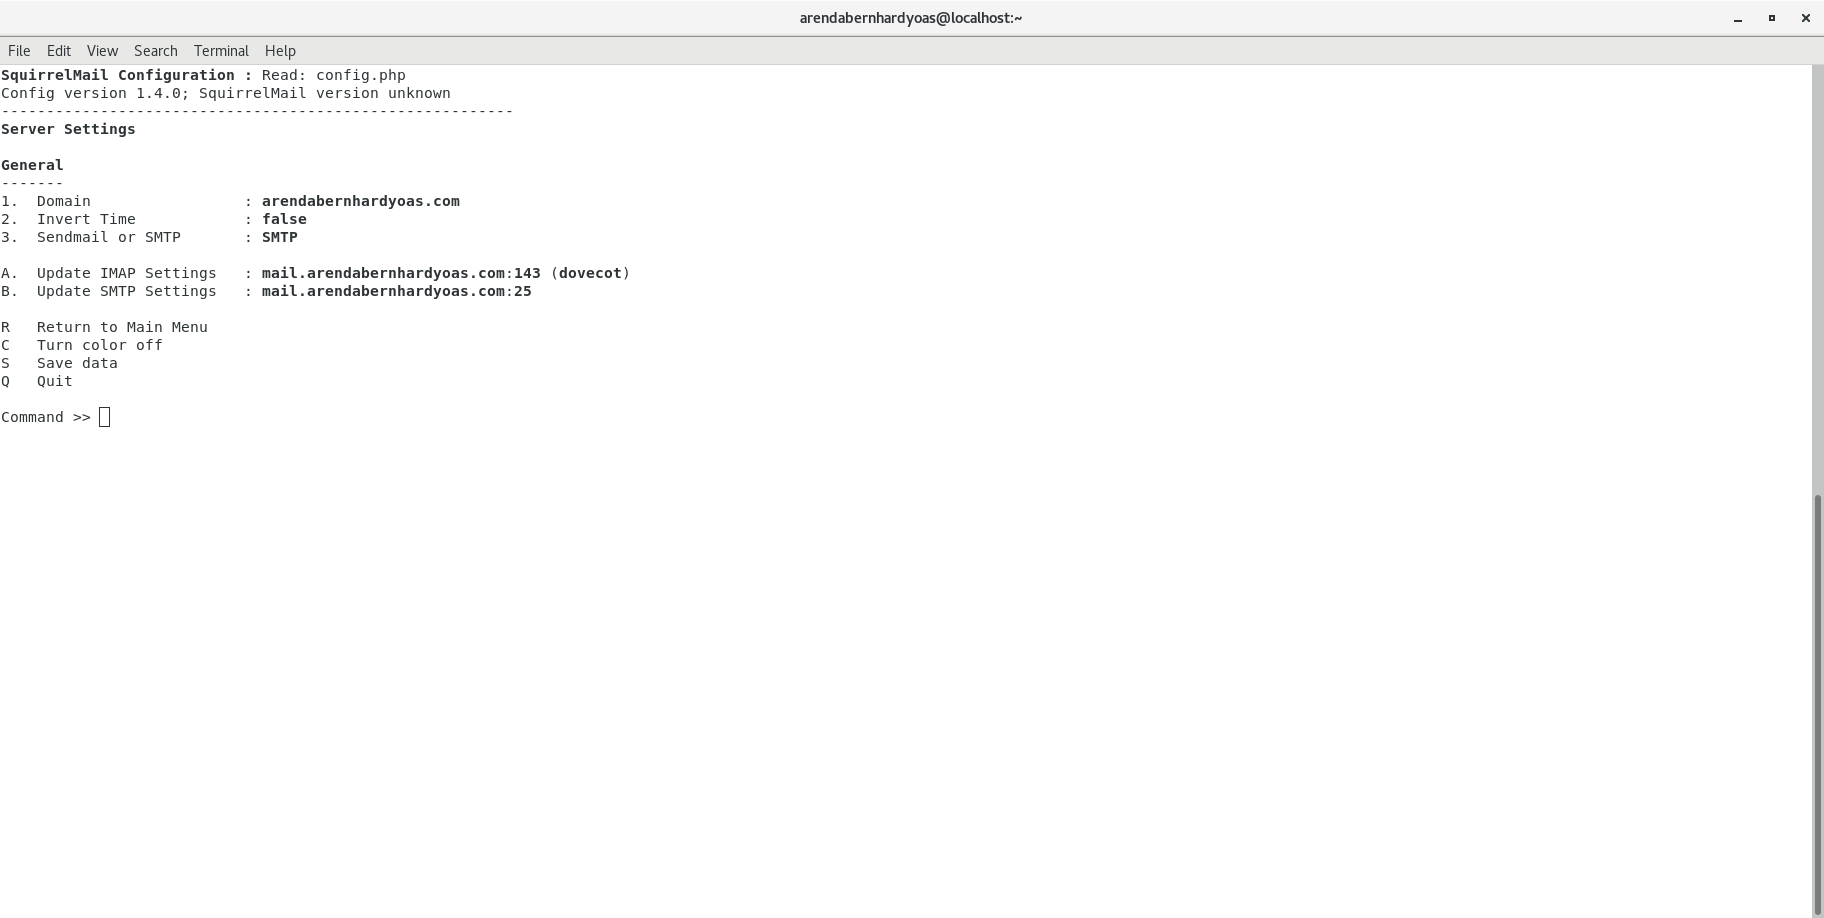 arendabernhardyoas@localhost:~
File Edit View Search Terminal Help
SquirrelMail Configuration : Read: config.php
Config version 1.4.0; SquirrelMail version unknown
---------------------------------------------------------
Server Settings
General
-------
1.  Domain                 : arendabernhardyoas.com
2.  Invert Time            : false
3.  Sendmail or SMTP       : SMTP
A.  Update IMAP Settings   : mail.arendabernhardyoas.com:143 (dovecot)
B.  Update SMTP Settings   : mail.arendabernhardyoas.com:25
R   Return to Main Menu
C   Turn color off
S   Save data
Q   Quit
Command >>